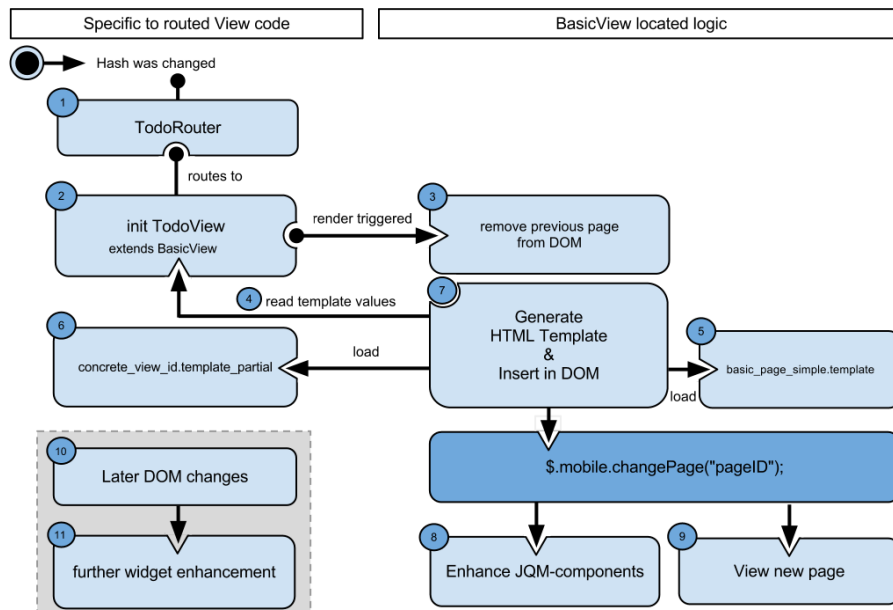 Specific to routed View code
BasicView located logic
Hash was changed
1
TodoRouter
routes to
2
init TodoView
extends BasicView
render triggered
3
remove previous page
from DOM
4 read template values
7
Generate
HTML Template
&
Insert in DOM
6
concrete_view_id.template_partial
load
5
basic_page_simple.template
load
$.mobile.changePage("pageID");
10
Later DOM changes
11
further widget enhancement
8
Enhance JQM-components
9
View new page